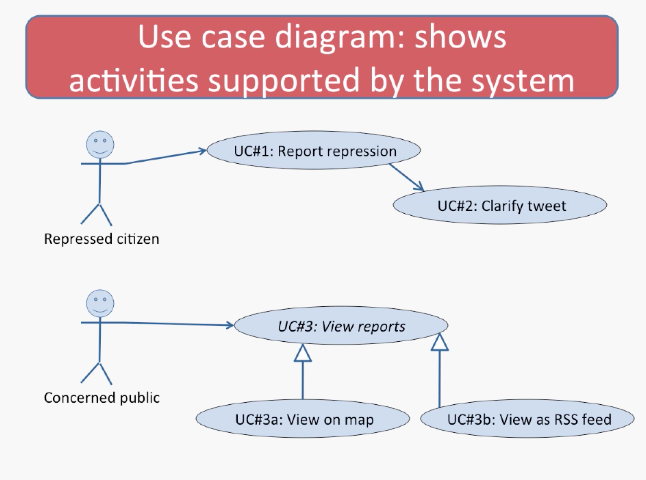 Use case diagram: shows
activities supported by the system
UC#1: Report repression
UC#2: Clarify tweet
Repressed citizen
UC#3: View reports
Concerned public
UC#3a: View on map
UC#3b: View as RSS feed